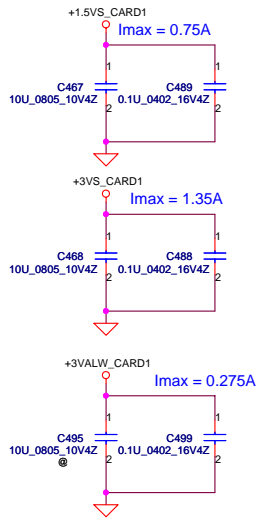 +1.5VS_CARD1
Imax = 0.75A
1 1
C467 C489
10U_0805_10V4Z 0.1U_0402_16V4Z
2 2
+3VS_CARD1
Imax = 1.35A
1 1
C468 C488
10U_0805_10V4Z 0.1U_0402_16V4Z
2 2
+3VALW_CARD1
Imax = 0.275A
1 1
C495 C499
10U_0805_10V4Z 0.1U_0402_16V4Z
@ 2 2